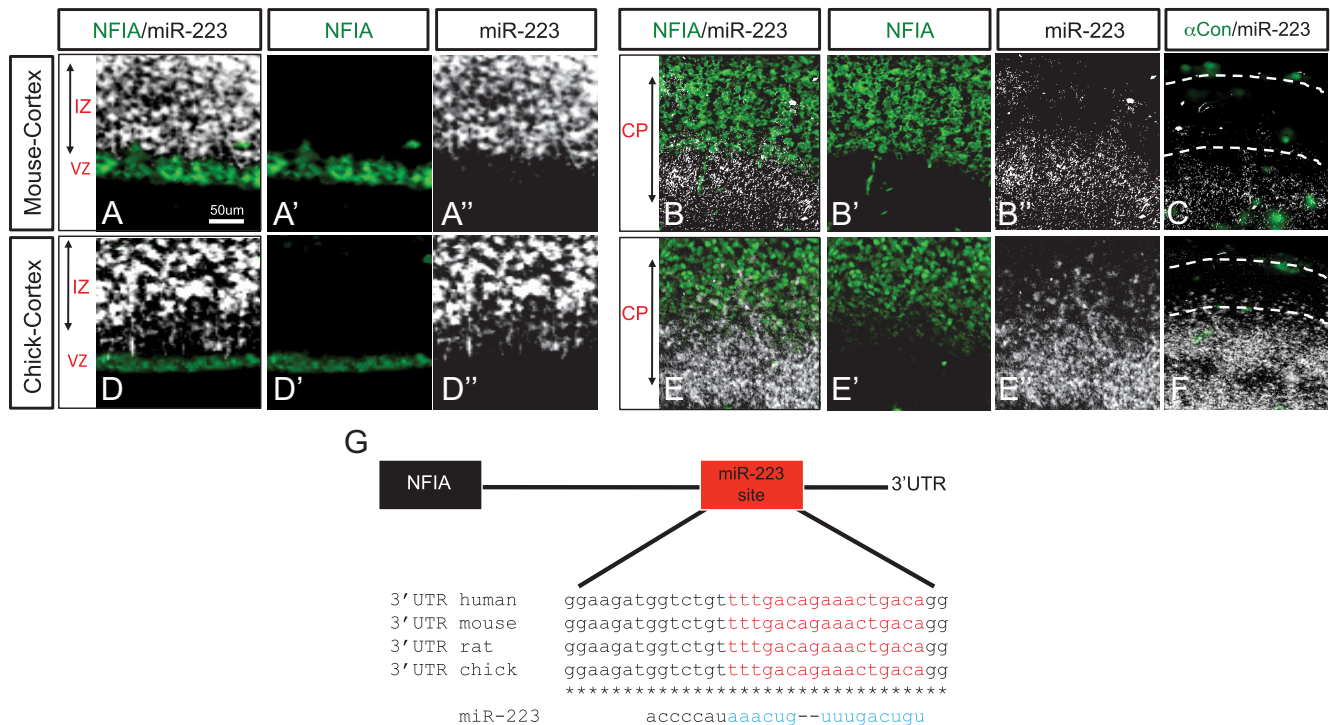 NFIA/miR-223 NFIA miR-223 NFIA/miR-223 NFIA miR-223 αCon/miR-223
Mouse-Cortex
IZ
VZ
CP
A 50um A' A'' B B' B'' C
Chick-Cortex
IZ
VZ
CP
D D' D'' E E' E'' F
G
NFIA
miR-223
site
3'UTR
3'UTR human ggaagatggtctgttttgacagaaactgacagg
3'UTR mouse ggaagatggtctgttttgacagaaactgacagg
3'UTR rat ggaagatggtctgttttgacagaaactgacagg
3'UTR chick ggaagatggtctgttttgacagaaactgacagg
*********************************
miR-223 accccauaaacug--uuugacugu